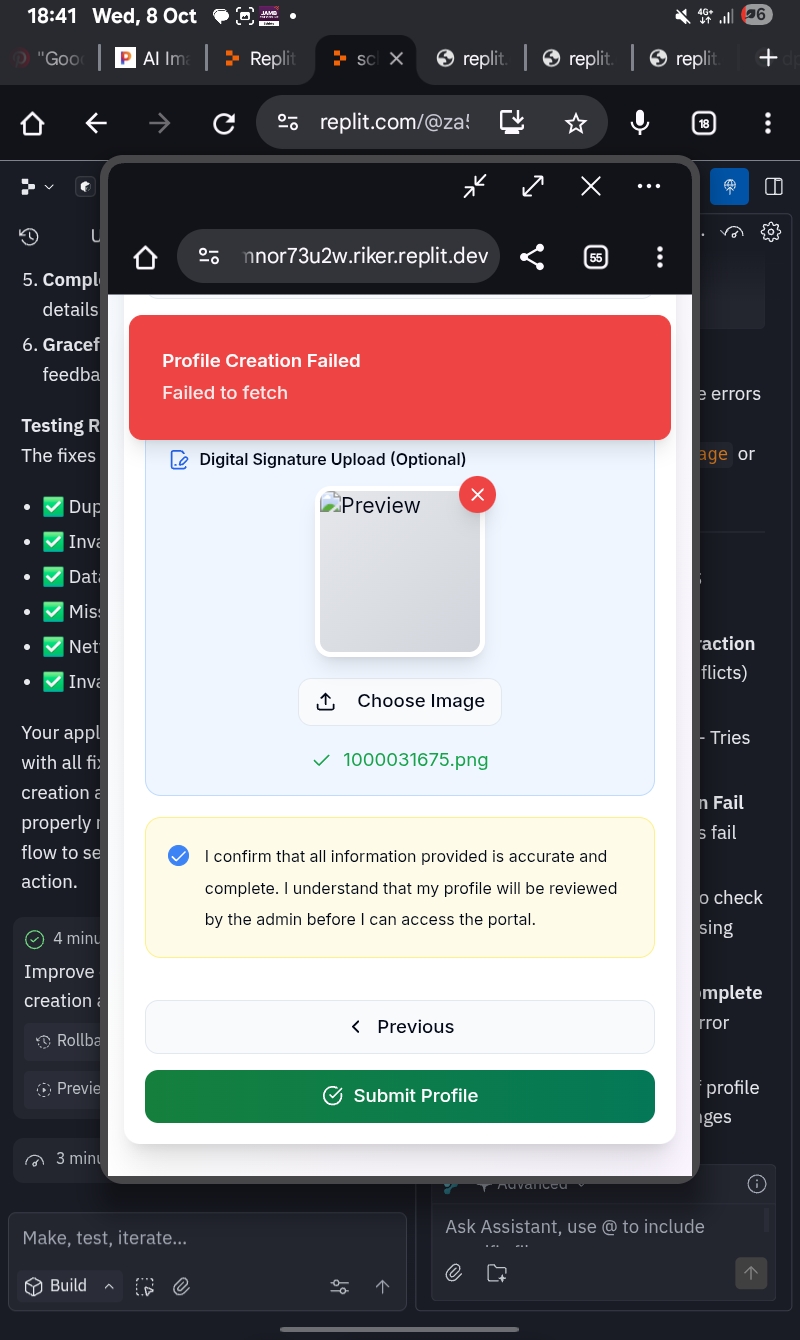 18:41 Wed, 8 Oct
4G+
6
AI Ima
Replit
replit.
replit.
replit.
replit.com/@za
18
mnor73u2w.riker.replit.dev
55
5. Comple
details
6. Gracef
feedba
Testing R
The fixes
✅ Dup
✅ Inva
✅ Data
✅ Miss
✅ Net
✅ Inva
Your appl
with all fi
creation a
properly
flow to se
action.
4 minu
Improve
creation a
Rollba
Previe
3 minu
Profile Creation Failed
Failed to fetch
Digital Signature Upload (Optional)
Preview
Choose Image
1000031675.png
I confirm that all information provided is accurate and
complete. I understand that my profile will be reviewed
by the admin before I can access the portal.
Previous
Submit Profile
e errors
age or
raction
flicts)
- Tries
n Fail
s fail
o check
sing
mplete
rror
profile
nges
Advanced
Make, test, iterate...
Build
Ask Assistant, use @ to include